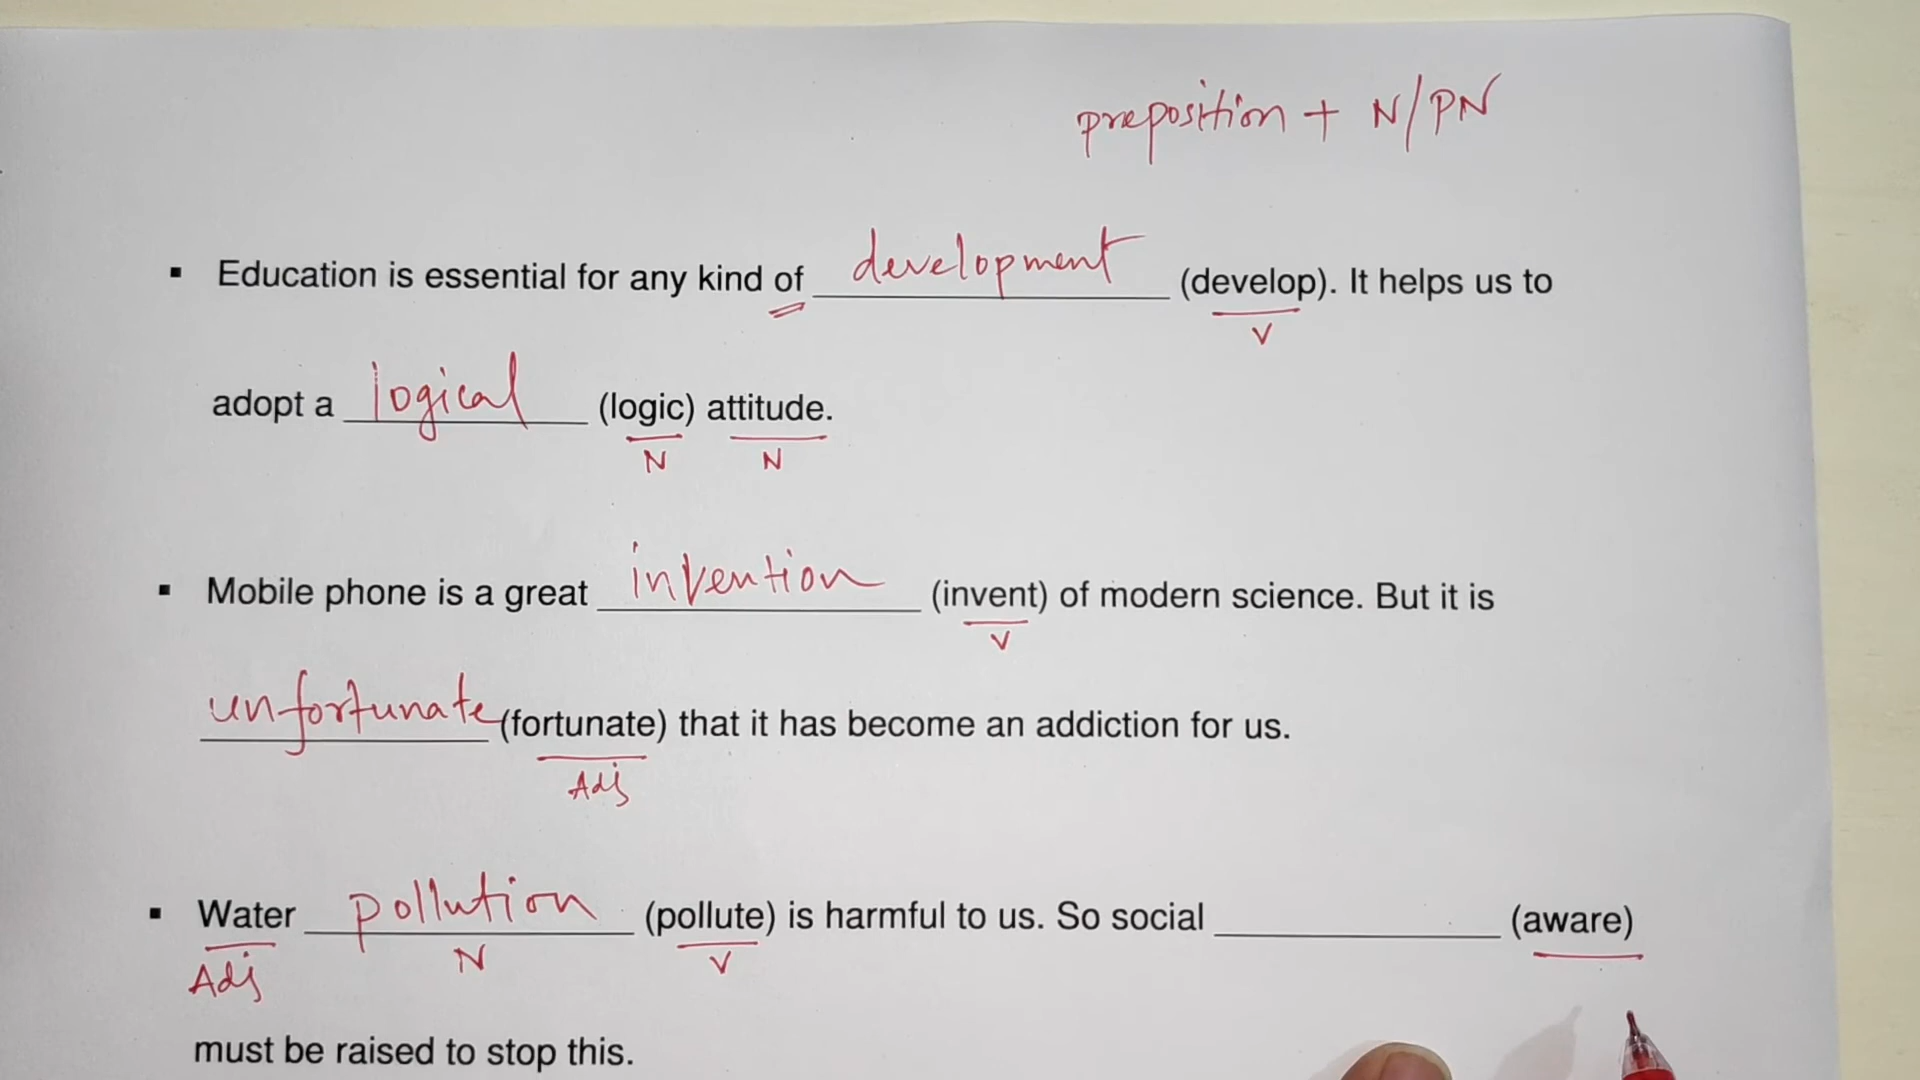 preposition + N/PN
▪ Education is essential for any kind of development (develop). It helps us to
V
adopt a logical (logic) attitude.
N N
▪ Mobile phone is a great invention (invent) of modern science. But it is
V
unfortunate (fortunate) that it has become an addiction for us.
Adj
▪ Water pollution (pollute) is harmful to us. So social ____________ (aware)
Adj N V
must be raised to stop this.